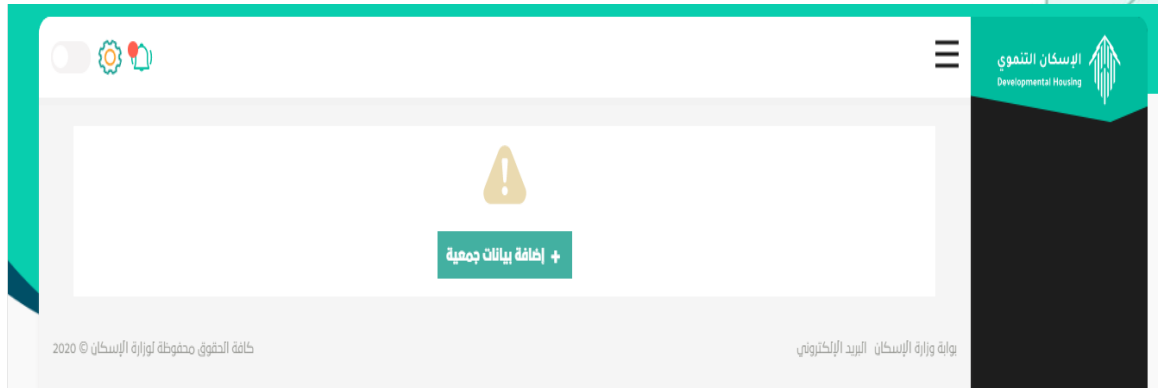 الإسكان التنموي
Developmental Housing
+ إضافة بيانات جمعية
بوابة وزارة الإسكان البريد الإلكتروني
كافة الحقوق محفوظة لوزارة الإسكان © 2020